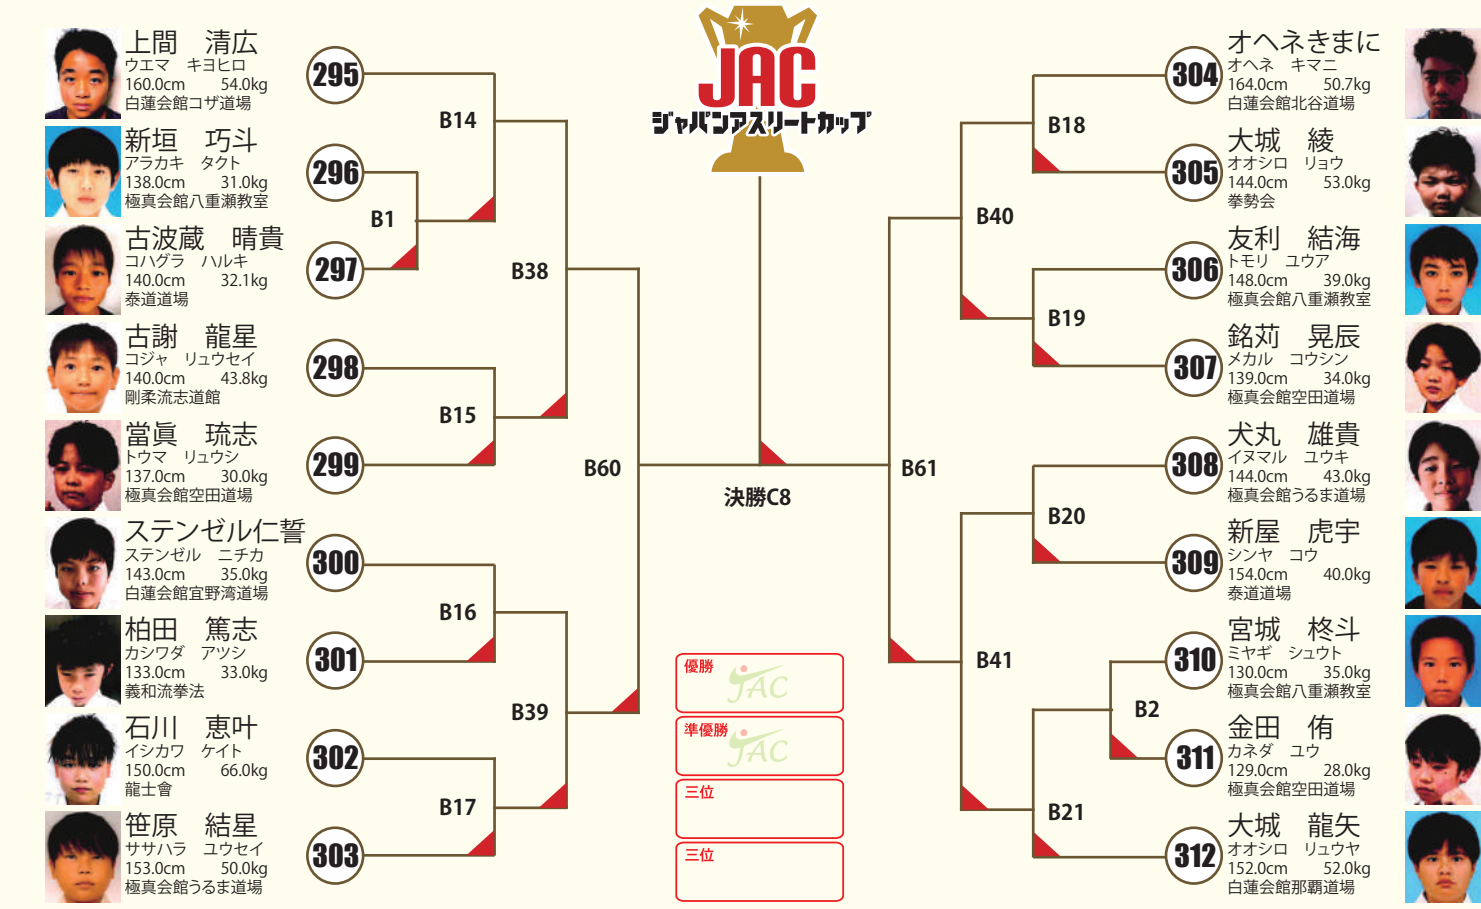 上間　清広
ウエマ　キヨヒロ
160.0cm　54.0kg
白蓮会館コザ道場
295
新垣　巧斗
アラカキ　タクト
138.0cm　31.0kg
極真会館八重瀬教室
296
古波蔵　晴貴
コハグラ　ハルキ
140.0cm　32.1kg
泰道道場
297
古謝　龍星
コジャ　リュウセイ
140.0cm　43.8kg
剛柔流志道館
298
當眞　琉志
トウマ　リュウシ
137.0cm　30.0kg
極真会館空田道場
299
ステンゼル仁誓
ステンゼル　ニチカ
143.0cm　35.0kg
白蓮会館宜野湾道場
300
柏田　篤志
カシワダ　アツシ
133.0cm　33.0kg
義和流拳法
301
石川　恵叶
イシカワ　ケイト
150.0cm　66.0kg
龍士會
302
笹原　結星
ササハラ　ユウセイ
153.0cm　50.0kg
極真会館うるま道場
303
B14
B1
B38
B15
B60
B16
B39
B17
JAC
ジャパンアスリートカップ
決勝C8
優勝
JAC
準優勝
JAC
三位
三位
B18
B40
B19
B61
B20
B41
B2
B21
304
オヘネきまに
オヘネ　キマニ
164.0cm　50.7kg
白蓮会館北谷道場
305
大城　綾
オオシロ　リョウ
144.0cm　53.0kg
拳勢会
306
友利　結海
トモリ　ユウア
148.0cm　39.0kg
極真会館八重瀬教室
307
銘苅　晃辰
メカル　コウシン
139.0cm　34.0kg
極真会館空田道場
308
犬丸　雄貴
イヌマル　ユウキ
144.0cm　43.0kg
極真会館うるま道場
309
新屋　虎宇
シンヤ　コウ
154.0cm　40.0kg
泰道道場
310
宮城　柊斗
ミヤギ　シュウト
130.0cm　35.0kg
極真会館八重瀬教室
311
金田　侑
カネダ　ユウ
129.0cm　28.0kg
極真会館空田道場
312
大城　龍矢
オオシロ　リュウヤ
152.0cm　52.0kg
白蓮会館那覇道場